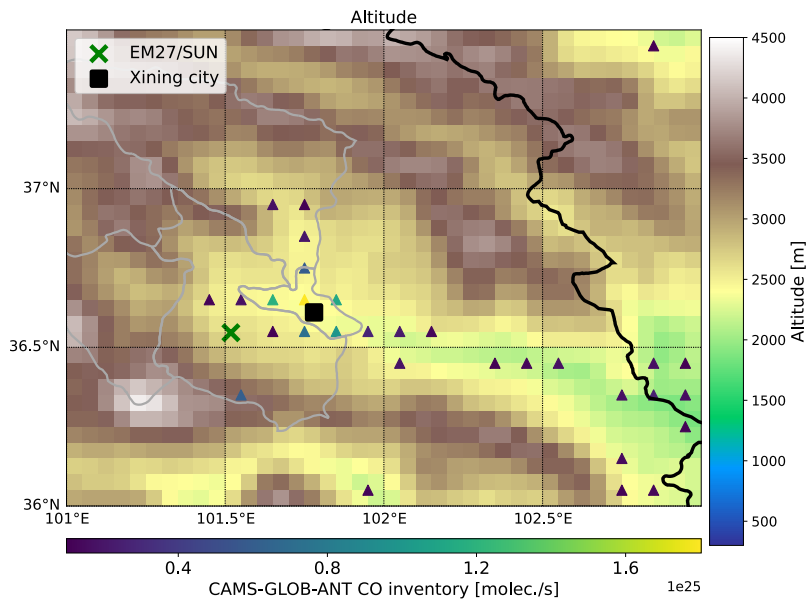 Altitude
EM27/SUN
Xining city
37°N
36.5°N
36°N
101°E
101.5°E
102°E
102.5°E
4500
4000
3500
3000
2500
2000
1500
1000
500
Altitude [m]
0.4
0.8
1.2
1.6
1e25
CAMS-GLOB-ANT CO inventory [molec./s]